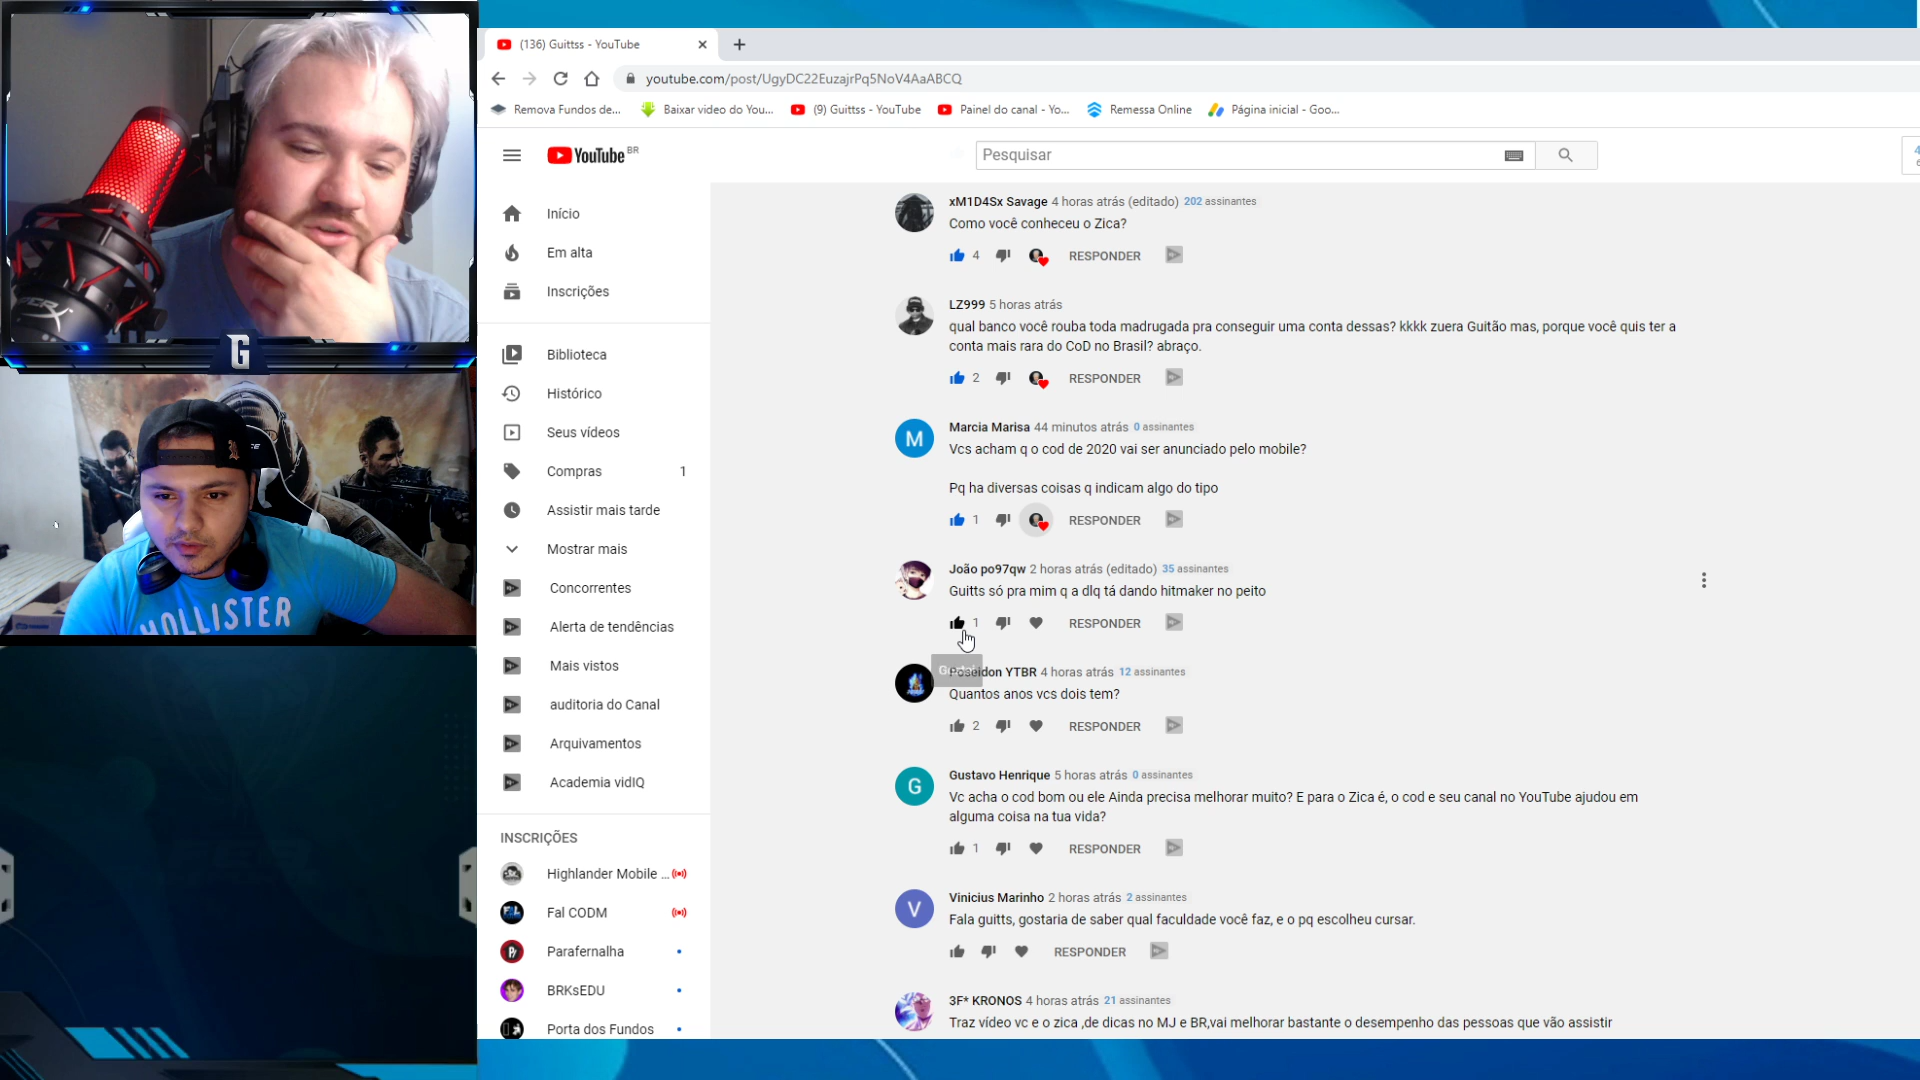 (136) Guittss - YouTube
youtube.com/post/UgyDC22EuzajrPq5NoV4AaABCQ
Remova Fundos de...
Baixar video do You...
(9) Guittss - YouTube
Painel do canal - Yo...
Remessa Online
Página inicial - Goo...
YouTube BR
Pesquisar
Início
Em alta
Inscrições
Biblioteca
Histórico
Seus vídeos
Compras 1
Assistir mais tarde
Mostrar mais
Concorrentes
Alerta de tendências
Mais vistos
auditoria do Canal
Arquivamentos
Academia vidIQ
INSCRIÇÕES
Highlander Mobile ...
Fal CODM
Parafernalha
BRKsEDU
Porta dos Fundos
xM1D4Sx Savage 4 horas atrás (editado) 202 assinantes
Como você conheceu o Zica?
4 RESPONDER
LZ999 5 horas atrás
qual banco você rouba toda madrugada pra conseguir uma conta dessas? kkkk zuera Guitão mas, porque você quis ter a
conta mais rara do CoD no Brasil? abraço.
2 RESPONDER
M
Marcia Marisa 44 minutos atrás 0 assinantes
Vcs acham q o cod de 2020 vai ser anunciado pelo mobile?
Pq ha diversas coisas q indicam algo do tipo
1 RESPONDER
João po97qw 2 horas atrás (editado) 35 assinantes
Guitts só pra mim q a dlq tá dando hitmaker no peito
1 RESPONDER
Poseidon YTBR 4 horas atrás 12 assinantes
Quantos anos vcs dois tem?
2 RESPONDER
G
Gustavo Henrique 5 horas atrás 0 assinantes
Vc acha o cod bom ou ele Ainda precisa melhorar muito? E para o Zica é, o cod e seu canal no YouTube ajudou em
alguma coisa na tua vida?
1 RESPONDER
V
Vinicius Marinho 2 horas atrás 2 assinantes
Fala guitts, gostaria de saber qual faculdade você faz, e o pq escolheu cursar.
RESPONDER
3F* KRONOS 4 horas atrás 21 assinantes
Traz vídeo vc e o zica ,de dicas no MJ e BR,vai melhorar bastante o desempenho das pessoas que vão assistir
G
HOLLISTER